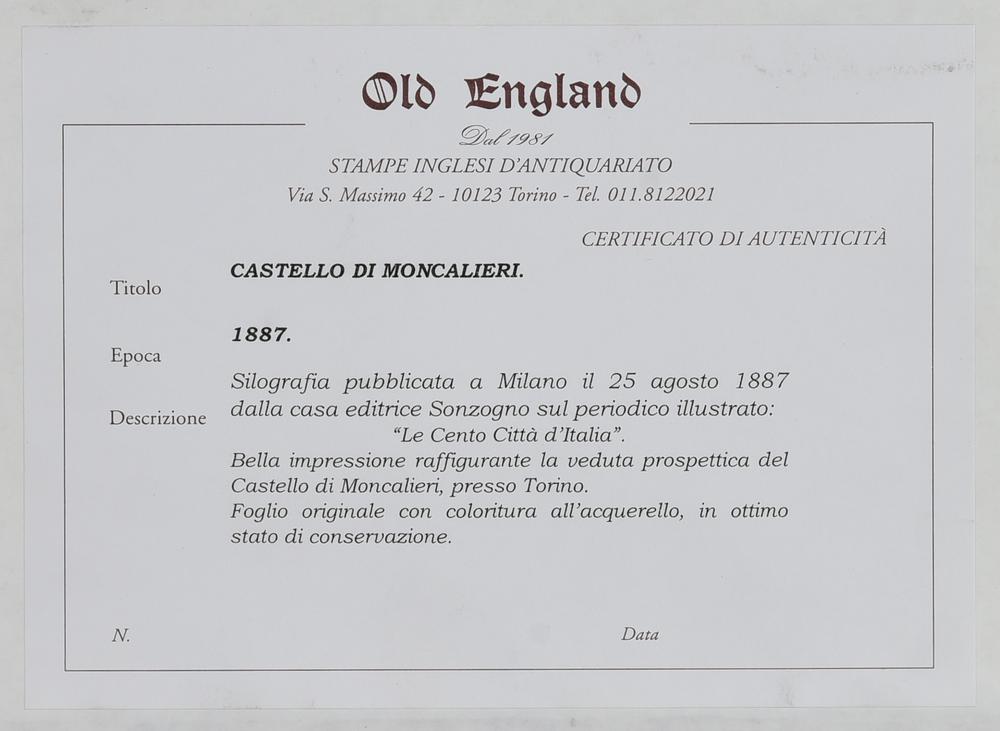 Old England
Dal 1981
STAMPE INGLESI D'ANTIQUARIATO
Via S. Massimo 42 - 10123 Torino - Tel. 011.8122021
CERTIFICATO DI AUTENTICITÀ
Titolo
CASTELLO DI MONCALIERI.
Epoca
1887.
Descrizione
Silografia pubblicata a Milano il 25 agosto 1887
dalla casa editrice Sonzogno sul periodico illustrato:
“Le Cento Città d’Italia”.
Bella impressione raffigurante la veduta prospettica del
Castello di Moncalieri, presso Torino.
Foglio originale con coloritura all’acquerello, in ottimo
stato di conservazione.
N.
Data